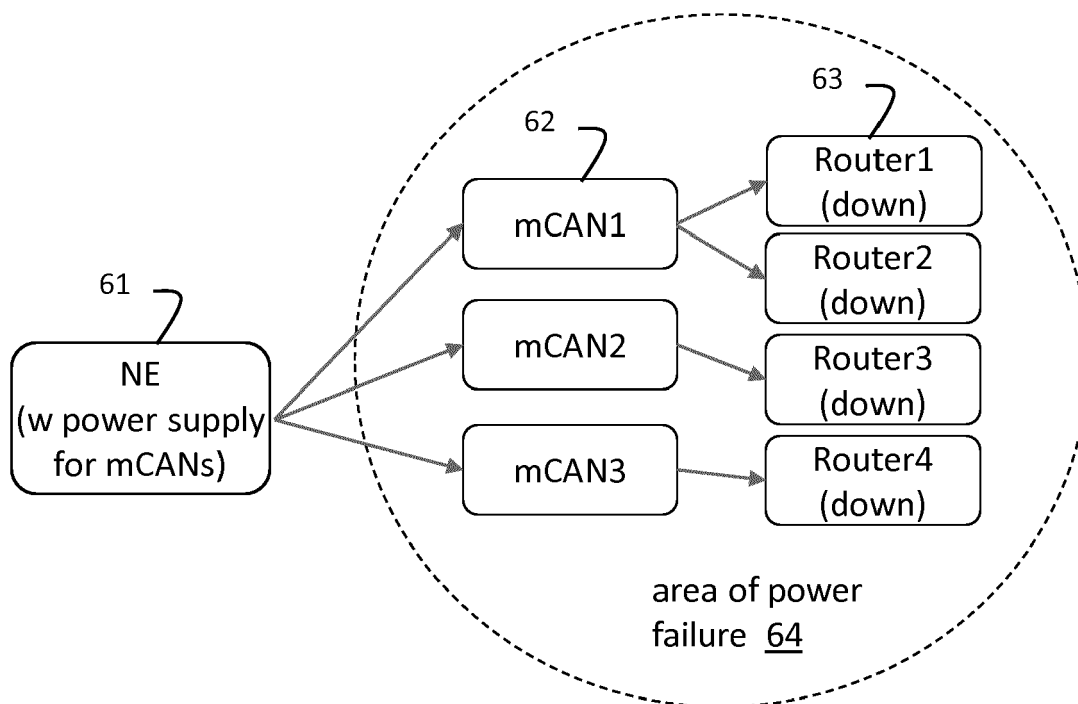 63
62
Router1
(down)
mCAN1
Router2
(down)
61
mCAN2
Router3
(down)
NE
(w power supply
for mCANs)
mCAN3
Router4
(down)
area of power
failure 64